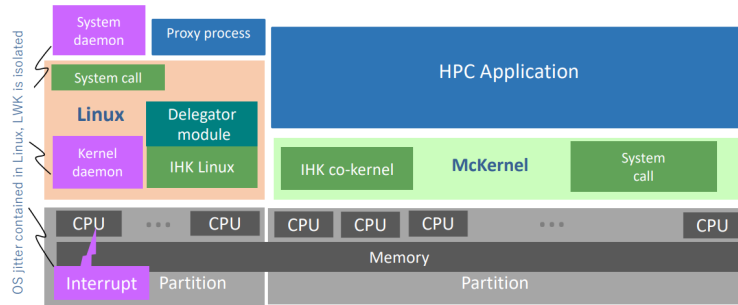 OS jitter contained in Linux, LWK is isolated
System
daemon
Proxy process
System call
Linux
Delegator
module
Kernel
daemon
IHK Linux
HPC Application
IHK co-kernel
McKernel
System
call
CPU
...
CPU
CPU
CPU
CPU
...
CPU
Memory
Interrupt
Partition
Partition